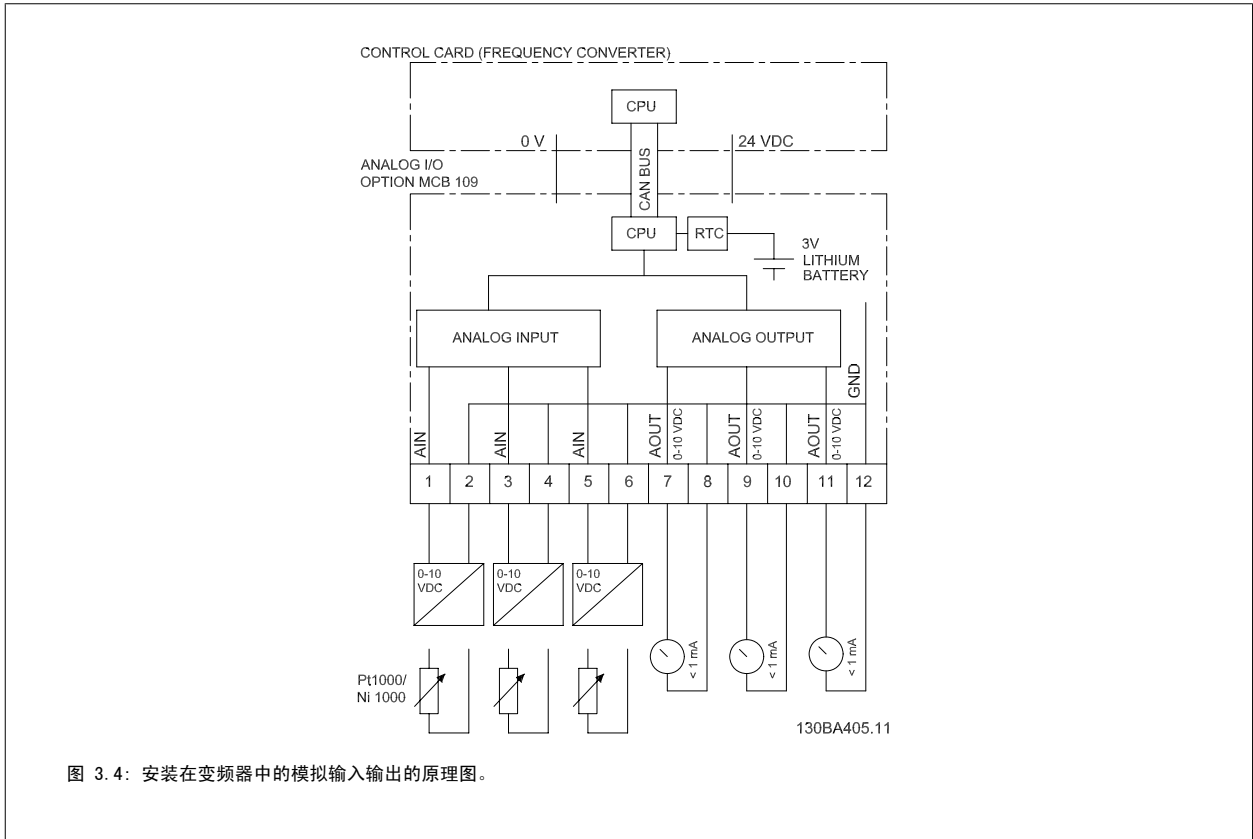 CONTROL CARD (FREQUENCY CONVERTER)
CPU
0 V
24 VDC
CAN BUS
ANALOG I/O
OPTION MCB 109
CPU
RTC
3V
LITHIUM
BATTERY
ANALOG INPUT
ANALOG OUTPUT
GND
AIN
AIN
AIN
AOUT
0-10 VDC
AOUT
0-10 VDC
AOUT
0-10 VDC
1 2 3 4 5 6 7 8 9 10 11 12
0-10
VDC
0-10
VDC
0-10
VDC
< 1 mA
< 1 mA
< 1 mA
Pt1000/
Ni 1000
130BA405.11
图 3.4: 安装在变频器中的模拟输入输出的原理图。